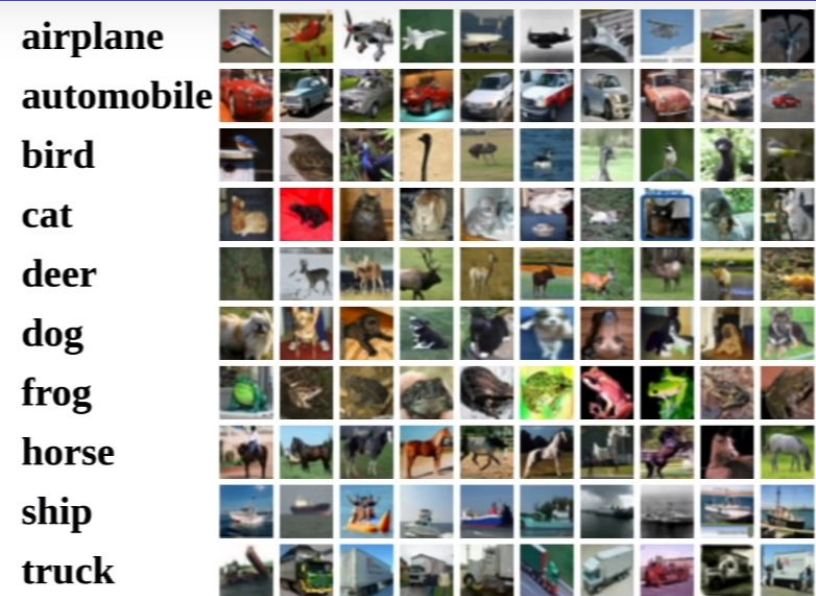 airplane
automobile
bird
cat
deer
dog
frog
horse
ship
truck